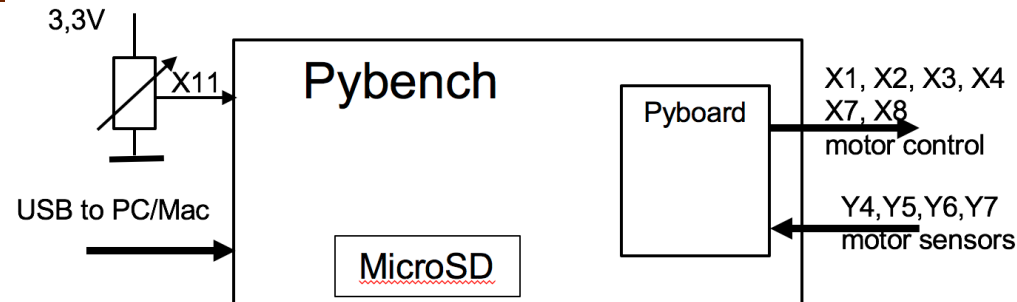 3,3V
X11
Pybench
Pyboard
X1, X2, X3, X4
X7, X8
motor control
USB to PC/Mac
Y4,Y5,Y6,Y7
motor sensors
MicroSD